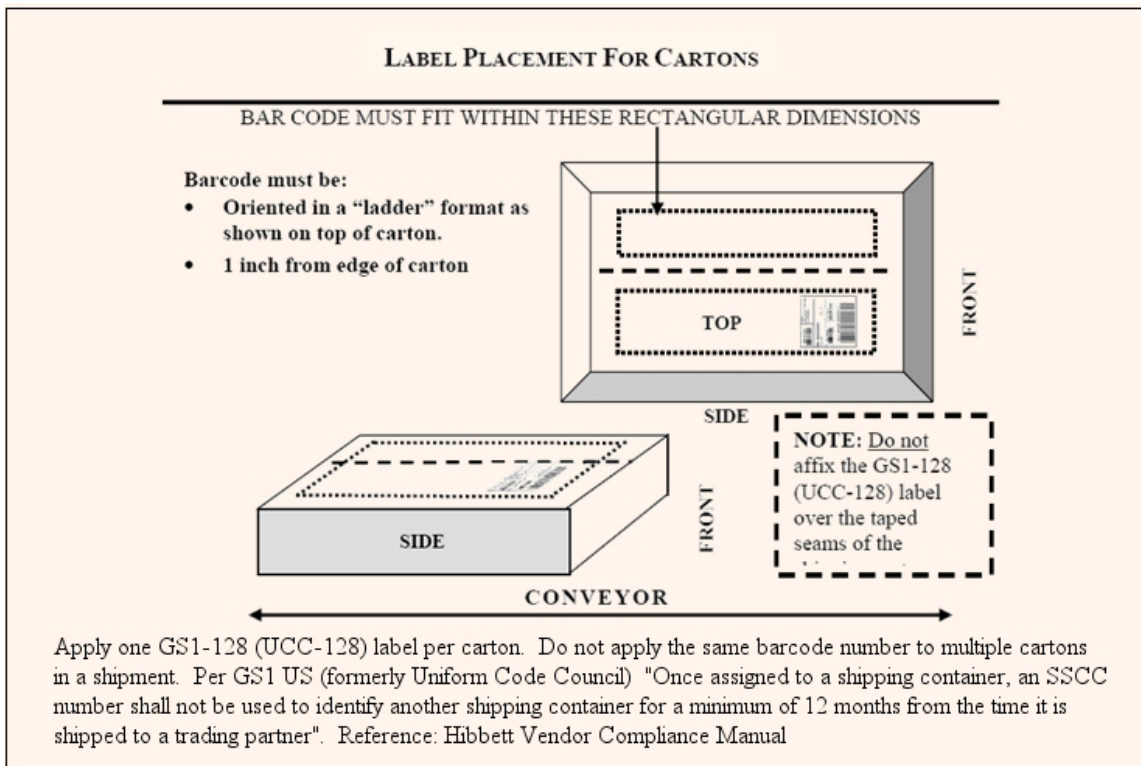 LABEL PLACEMENT FOR CARTONS
BAR CODE MUST FIT WITHIN THESE RECTANGULAR DIMENSIONS
Barcode must be:
• Oriented in a “ladder” format as
shown on top of carton.
• 1 inch from edge of carton
TOP
FRONT
SIDE
NOTE: Do not
affix the GS1-128
(UCC-128) label
over the taped
seams of the
SIDE
FRONT
CONVEYOR
Apply one GS1-128 (UCC-128) label per carton. Do not apply the same barcode number to multiple cartons
in a shipment. Per GS1 US (formerly Uniform Code Council) "Once assigned to a shipping container, an SSCC
number shall not be used to identify another shipping container for a minimum of 12 months from the time it is
shipped to a trading partner". Reference: Hibbett Vendor Compliance Manual